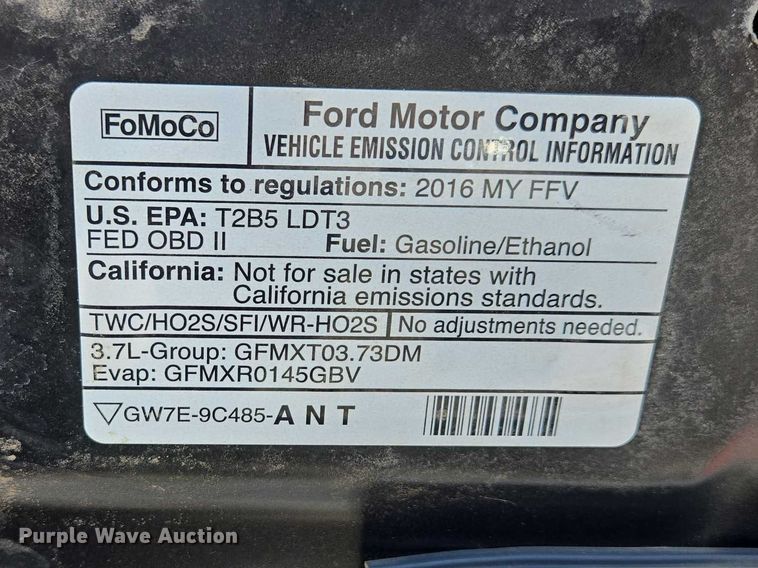 FoMoCo
Ford Motor Company
VEHICLE EMISSION CONTROL INFORMATION
Conforms to regulations: 2016 MY FFV
U.S. EPA: T2B5 LDT3
FED OBD II Fuel: Gasoline/Ethanol
California: Not for sale in states with
California emissions standards.
TWC/HO2S/SFI/WR-HO2S No adjustments needed.
3.7L-Group: GFMXT03.73DM
Evap: GFMXR0145GBV
GW7E-9C485-ANT
Purple Wave Auction